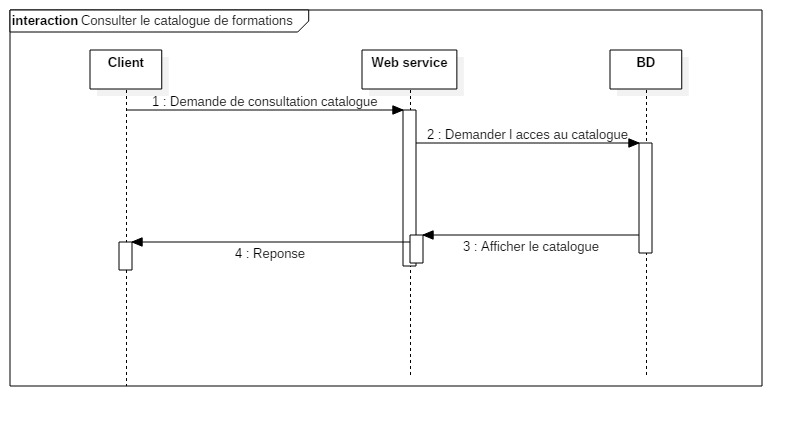 interaction Consulter le catalogue de formations
Client
Web service
BD
1 : Demande de consultation catalogue
2 : Demander l acces au catalogue
3 : Afficher le catalogue
4 : Reponse